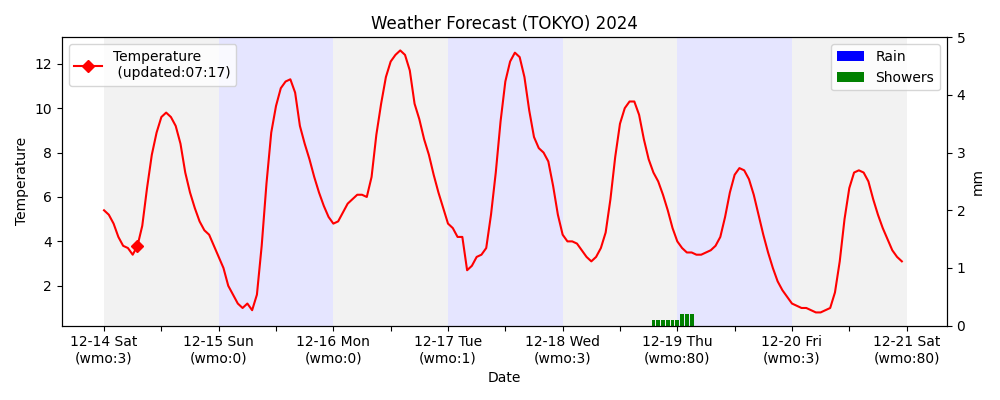 Weather Forecast (TOKYO) 2024
Temperature
(updated:07:17)
Rain
Showers
12
10
8
6
4
2
Temperature
5
4
3
2
1
0
mm
12-14 Sat
(wmo:3)
12-15 Sun
(wmo:0)
12-16 Mon
(wmo:0)
12-17 Tue
(wmo:1)
12-18 Wed
(wmo:3)
12-19 Thu
(wmo:80)
12-20 Fri
(wmo:3)
12-21 Sat
(wmo:80)
Date